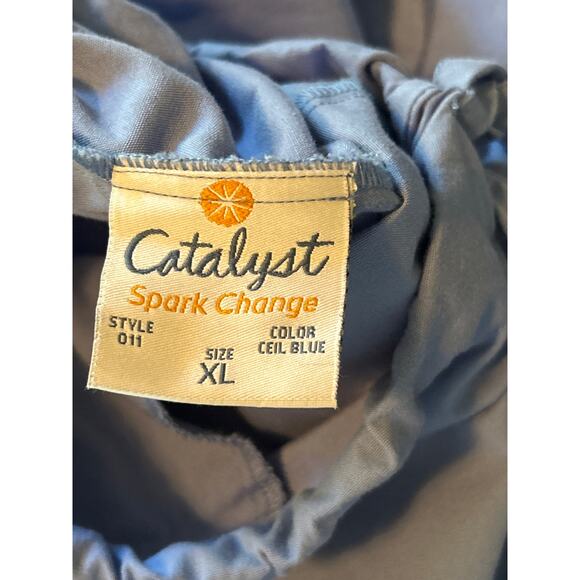 Catalyst
Spark Change
STYLE
011
SIZE
XL
COLOR
CEIL BLUE